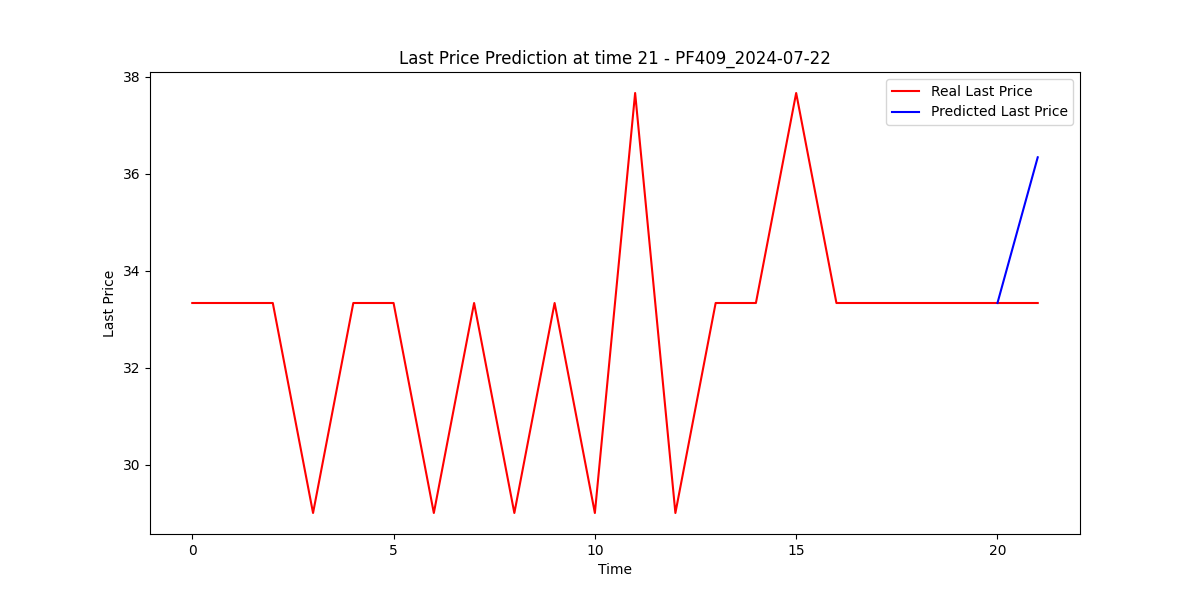 Last Price Prediction at time 21 - PF409_2024-07-22
Real Last Price
Predicted Last Price
38
36
34
32
30
Last Price
0 5 10 15 20
Time